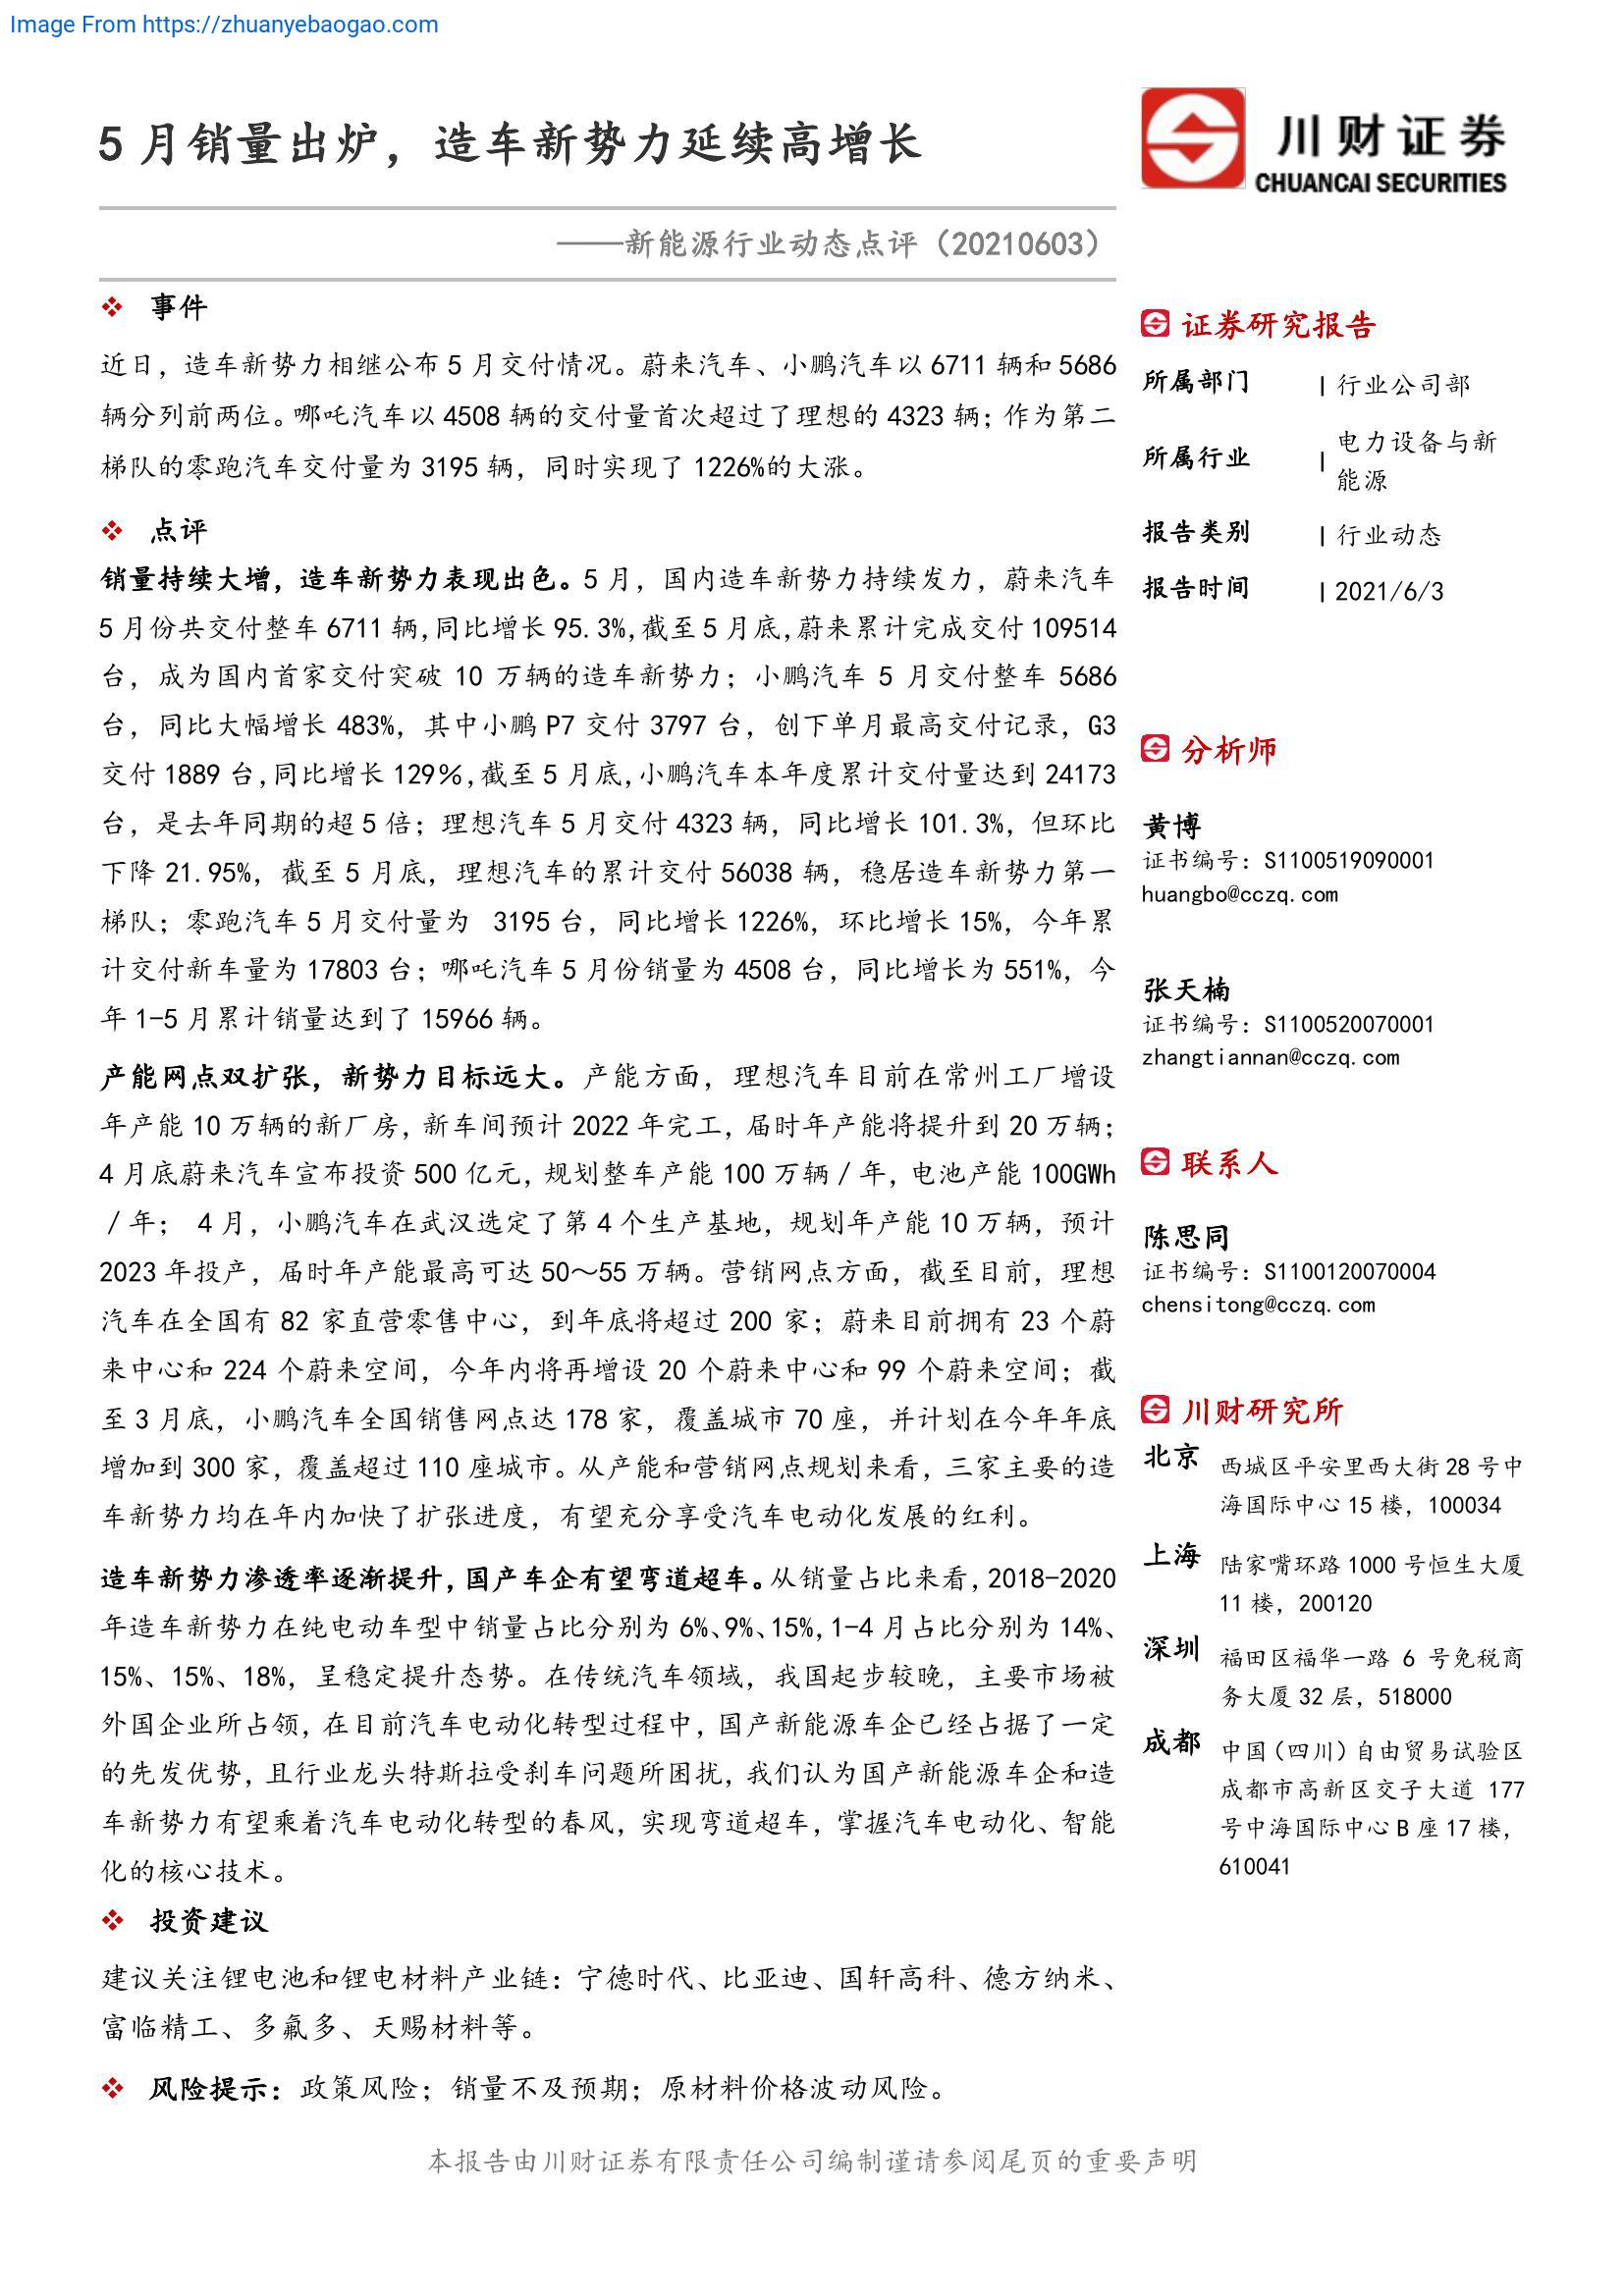 Image From https://zhuanyebaogao.com
5 月销量出炉，造车新势力延续高增长
川财证券
CHUANCAI SECURITIES
——新能源行业动态点评（20210603）
❖ 事件
近日，造车新势力相继公布 5 月交付情况。蔚来汽车、小鹏汽车以 6711 辆和 5686
辆分列前两位。哪吒汽车以 4508 辆的交付量首次超过了理想的 4323 辆；作为第二
梯队的零跑汽车交付量为 3195 辆，同时实现了 1226%的大涨。
❖ 点评
销量持续大增，造车新势力表现出色。5 月，国内造车新势力持续发力，蔚来汽车
5 月份共交付整车 6711 辆，同比增长 95.3%，截至 5 月底，蔚来累计完成交付 109514
台，成为国内首家交付突破 10 万辆的造车新势力；小鹏汽车 5 月交付整车 5686
台，同比大幅增长 483%，其中小鹏 P7 交付 3797 台，创下单月最高交付记录，G3
交付 1889 台，同比增长 129％，截至 5 月底，小鹏汽车本年度累计交付量达到 24173
台，是去年同期的超 5 倍；理想汽车 5 月交付 4323 辆，同比增长 101.3%，但环比
下降 21.95%，截至 5 月底，理想汽车的累计交付 56038 辆，稳居造车新势力第一
梯队；零跑汽车 5 月交付量为 3195 台，同比增长 1226%，环比增长 15%，今年累
计交付新车量为 17803 台；哪吒汽车 5 月份销量为 4508 台，同比增长为 551%，今
年 1-5 月累计销量达到了 15966 辆。
产能网点双扩张，新势力目标远大。产能方面，理想汽车目前在常州工厂增设
年产能 10 万辆的新厂房，新车间预计 2022 年完工，届时年产能将提升到 20 万辆；
4 月底蔚来汽车宣布投资 500 亿元，规划整车产能 100 万辆／年，电池产能 100GWh
／年； 4 月，小鹏汽车在武汉选定了第 4 个生产基地，规划年产能 10 万辆，预计
2023 年投产，届时年产能最高可达 50～55 万辆。营销网点方面，截至目前，理想
汽车在全国有 82 家直营零售中心，到年底将超过 200 家；蔚来目前拥有 23 个蔚
来中心和 224 个蔚来空间，今年内将再增设 20 个蔚来中心和 99 个蔚来空间；截
至 3 月底，小鹏汽车全国销售网点达 178 家，覆盖城市 70 座，并计划在今年年底
增加到 300 家，覆盖超过 110 座城市。从产能和营销网点规划来看，三家主要的造
车新势力均在年内加快了扩张进度，有望充分享受汽车电动化发展的红利。
造车新势力渗透率逐渐提升，国产车企有望弯道超车。从销量占比来看，2018-2020
年造车新势力在纯电动车型中销量占比分别为 6%、9%、15%，1-4 月占比分别为 14%、
15%、15%、18%，呈稳定提升态势。在传统汽车领域，我国起步较晚，主要市场被
外国企业所占领，在目前汽车电动化转型过程中，国产新能源车企已经占据了一定
的先发优势，且行业龙头特斯拉受刹车问题所困扰，我们认为国产新能源车企和造
车新势力有望乘着汽车电动化转型的春风，实现弯道超车，掌握汽车电动化、智能
化的核心技术。
❖ 投资建议
建议关注锂电池和锂电材料产业链：宁德时代、比亚迪、国轩高科、德方纳米、
富临精工、多氟多、天赐材料等。
❖ 风险提示：政策风险；销量不及预期；原材料价格波动风险。
证券研究报告
所属部门 | 行业公司部
所属行业 | 电力设备与新
能源
报告类别 | 行业动态
报告时间 | 2021/6/3
分析师
黄博
证书编号：S1100519090001
huangbo@cczq.com
张天楠
证书编号：S1100520070001
zhangtiannan@cczq.com
联系人
陈思同
证书编号：S1100120070004
chensitong@cczq.com
川财研究所
北京 西城区平安里西大街 28 号中
海国际中心 15 楼，100034
上海 陆家嘴环路 1000 号恒生大厦
11 楼，200120
深圳 福田区福华一路 6 号免税商
务大厦 32 层，518000
成都 中国（四川）自由贸易试验区
成都市高新区交子大道 177
号中海国际中心 B 座 17 楼，
610041
本报告由川财证券有限责任公司编制谨请参阅尾页的重要声明